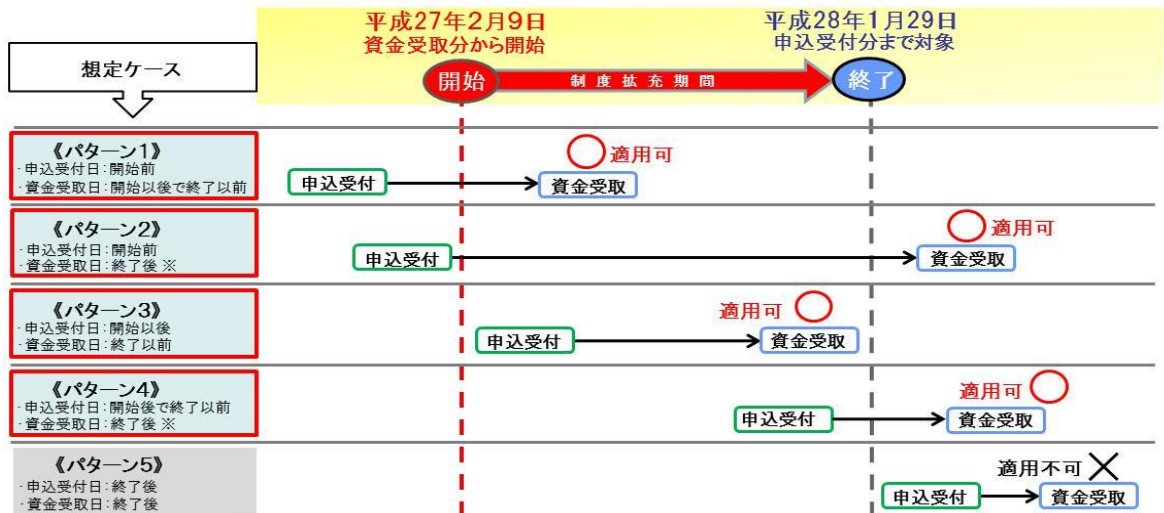 平成27年2月9日
資金受取分から開始
平成28年1月29日
申込受付分まで対象
想定ケース
開始
制度拡充期間
終了
《パターン1》
・申込受付日:開始前
・資金受取日:開始以後で終了以前
申込受付
資金受取
適用可
《パターン2》
・申込受付日:開始前
・資金受取日:終了後 ※
申込受付
資金受取
適用可
《パターン3》
・申込受付日:開始以後
・資金受取日:終了以前
申込受付
資金受取
適用可
《パターン4》
・申込受付日:開始後で終了以前
・資金受取日:終了後 ※
申込受付
資金受取
適用可
《パターン5》
・申込受付日:終了後
・資金受取日:終了後
申込受付
資金受取
適用不可